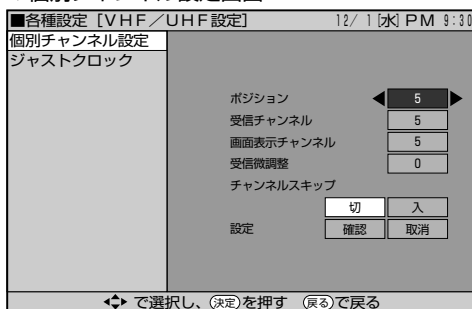 ■各種設定［VHF／UHF設定］ 12/ 1 [水] PM 9:30
個別チャンネル設定
ジャストクロック
ポジション 5
受信チャンネル 5
画面表示チャンネル 5
受信微調整 0
チャンネルスキップ
切 入
設定 確認 取消
で選択し、決定を押す 戻るで戻る